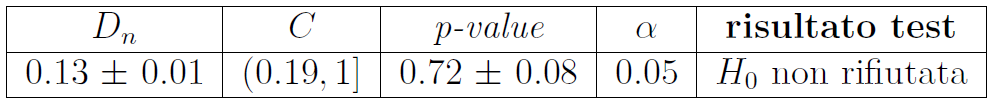 Dn C p-value α risultato test
0.13 ± 0.01 (0.19, 1] 0.72 ± 0.08 0.05 H0 non rifiutata